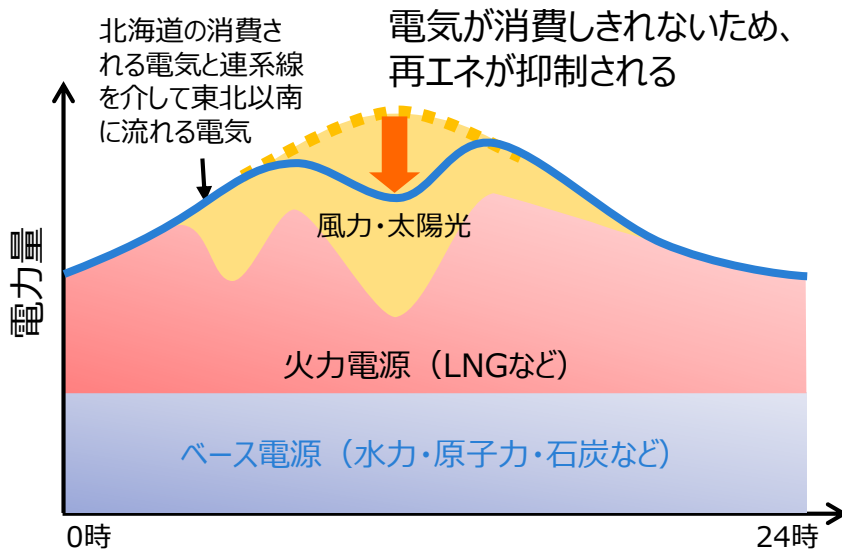 北海道の消費さ
れる電気と連系線
を介して東北以南
に流れる電気
電気が消費しきれないため、
再エネが抑制される
電力量
風力・太陽光
火力電源（LNGなど）
ベース電源（水力・原子力・石炭など）
0時
24時